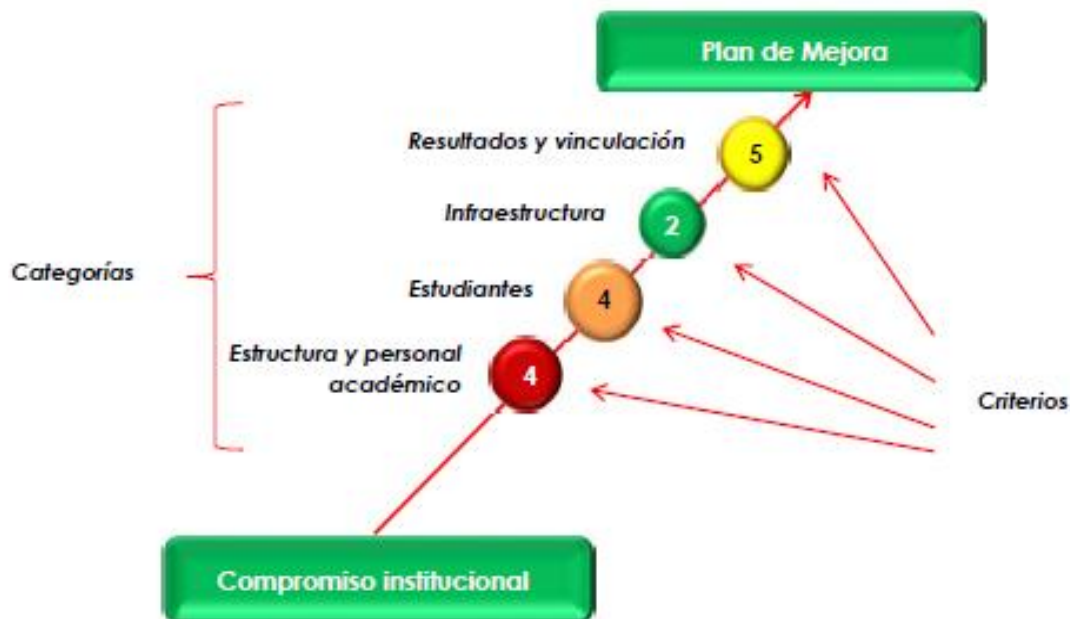 Plan de Mejora
Resultados y vinculación
5
Infraestructura
2
Categorías
Estudiantes
4
Estructura y personal
académico
4
Criterios
Compromiso institucional